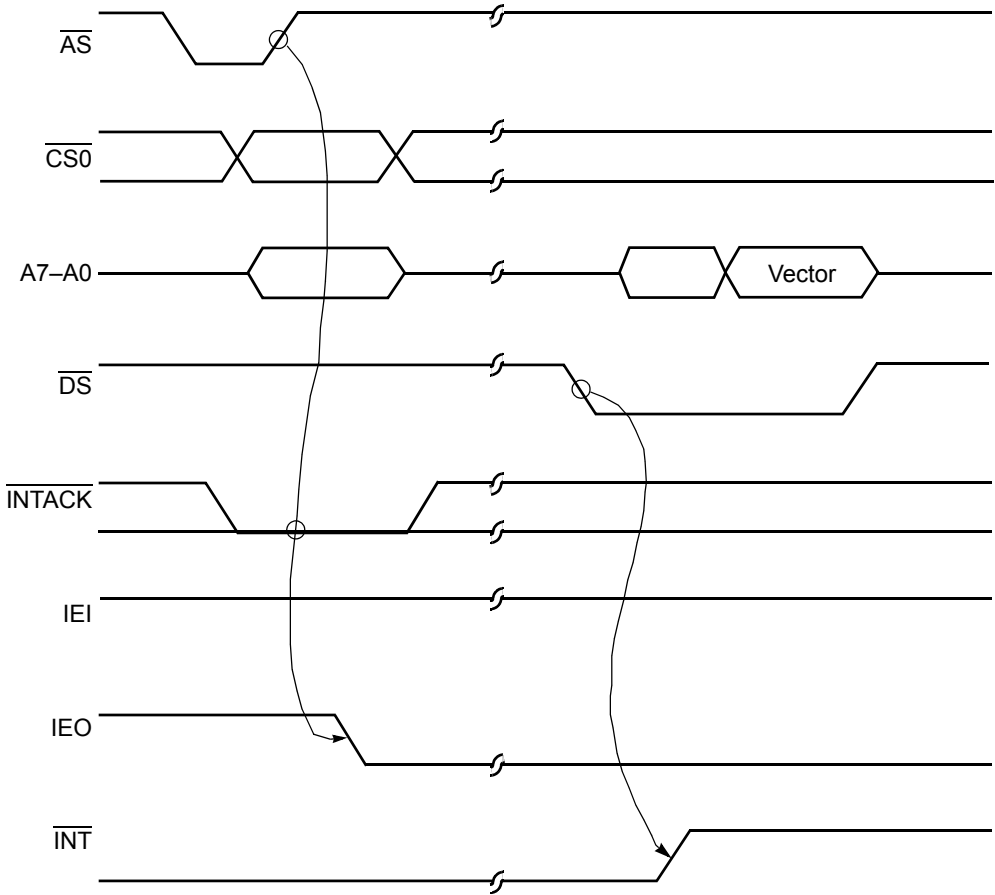 AS
CS0
A7–A0
Vector
DS
INTACK
IEI
IEO
INT